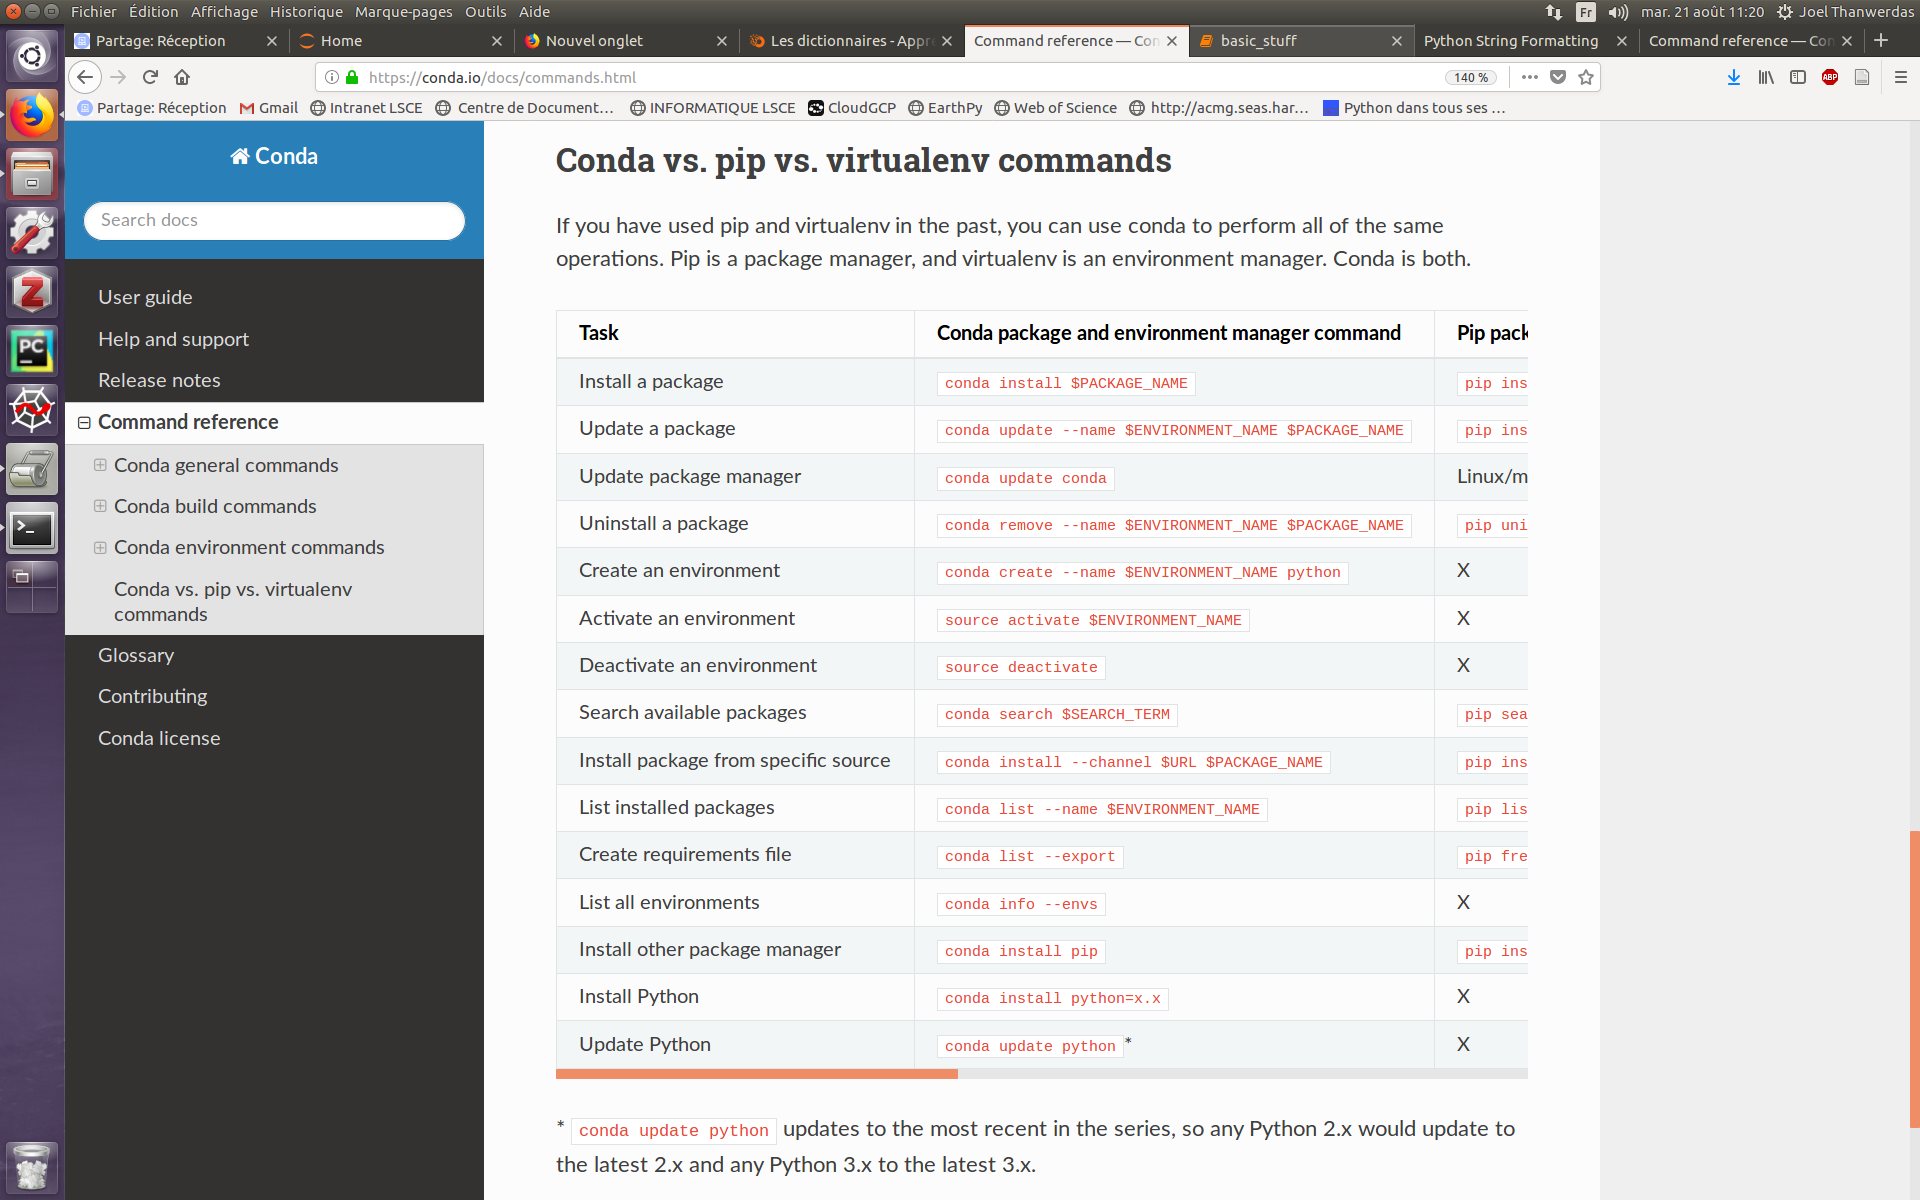 Fichier Édition Affichage Historique Marque-pages Outils Aide
Fr mar. 21 août 11:20 Joel Thanwerdas
Partage: Réception Home Nouvel onglet Les dictionnaires - Appre Command reference — Con basic_stuff Python String Formatting Command reference — Con
https://conda.io/docs/commands.html 140 % ABP
Partage: Réception Gmail Intranet LSCE Centre de Document… INFORMATIQUE LSCE CloudGCP EarthPy Web of Science http://acmg.seas.har… Python dans tous ses …
Conda
Search docs
User guide
Help and support
Release notes
Command reference
Conda general commands
Conda build commands
Conda environment commands
Conda vs. pip vs. virtualenv
commands
Glossary
Contributing
Conda license
PC
Conda vs. pip vs. virtualenv commands
If you have used pip and virtualenv in the past, you can use conda to perform all of the same
operations. Pip is a package manager, and virtualenv is an environment manager. Conda is both.
Task Conda package and environment manager command Pip pack
Install a package conda install $PACKAGE_NAME pip ins
Update a package conda update --name $ENVIRONMENT_NAME $PACKAGE_NAME pip ins
Update package manager conda update conda Linux/m
Uninstall a package conda remove --name $ENVIRONMENT_NAME $PACKAGE_NAME pip uni
Create an environment conda create --name $ENVIRONMENT_NAME python X
Activate an environment source activate $ENVIRONMENT_NAME X
Deactivate an environment source deactivate X
Search available packages conda search $SEARCH_TERM pip sea
Install package from specific source conda install --channel $URL $PACKAGE_NAME pip ins
List installed packages conda list --name $ENVIRONMENT_NAME pip lis
Create requirements file conda list --export pip fre
List all environments conda info --envs X
Install other package manager conda install pip pip ins
Install Python conda install python=x.x X
Update Python conda update python * X
* conda update python updates to the most recent in the series, so any Python 2.x would update to
the latest 2.x and any Python 3.x to the latest 3.x.